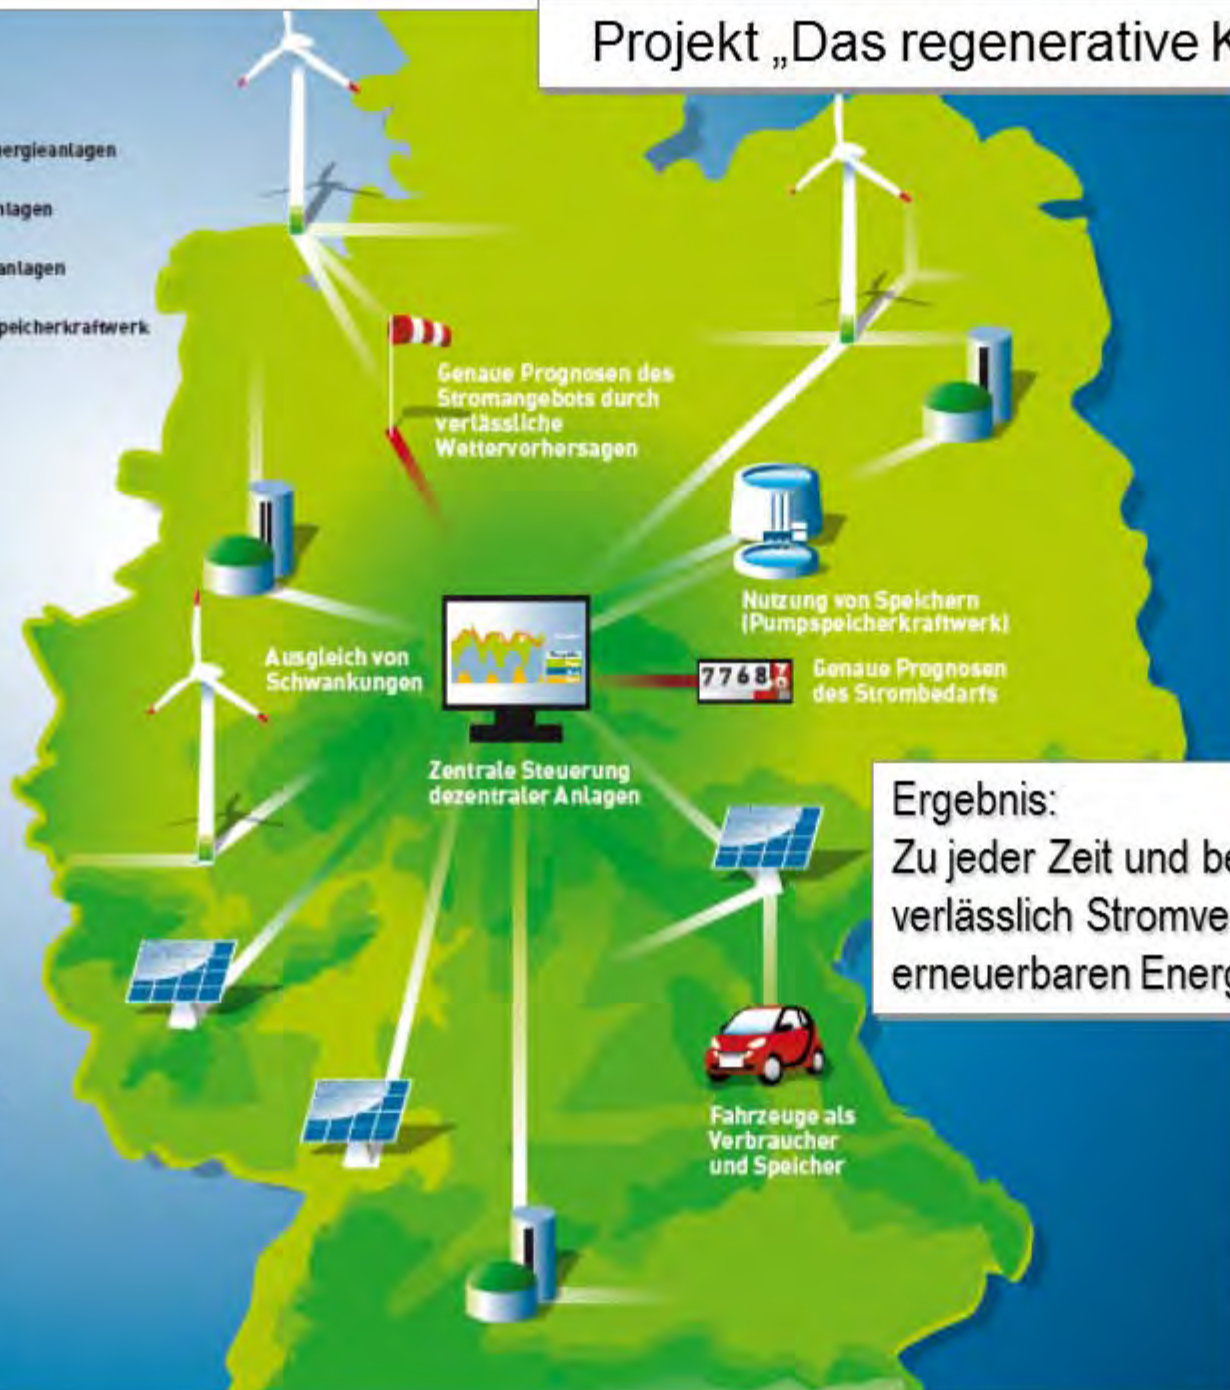 Projekt „Das regenerative K
ergieanlagen
nlagen
anlagen
peicherkraftwerk
Genaue Prognosen des
Stromangebots durch
verlässliche
Wettervorhersagen
Nutzung von Speichern
(Pumpspeicherkraftwerk)
Ausgleich von
Schwankungen
7768
Genaue Prognosen
des Strombedarfs
Zentrale Steuerung
dezentraler Anlagen
Ergebnis:
Zu jeder Zeit und be
verlässlich Stromve
erneuerbaren Energ
Fahrzeuge als
Verbraucher
und Speicher